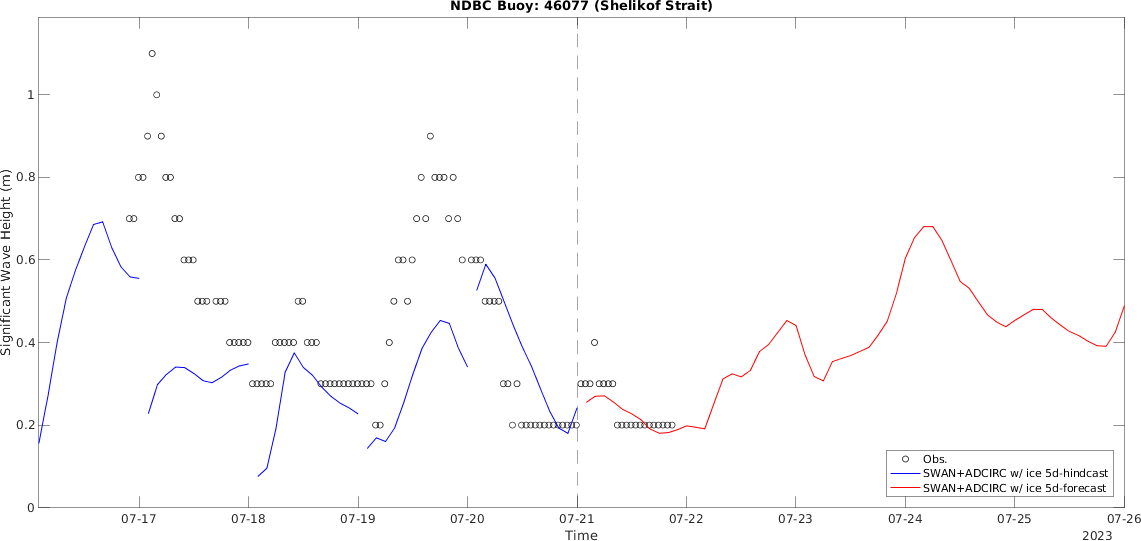 NDBC Buoy: 46077 (Shelikof Strait)
Significant Wave Height (m)
1
0.8
0.6
0.4
0.2
0
Obs.
SWAN+ADCIRC w/ ice 5d-hindcast
SWAN+ADCIRC w/ ice 5d-forecast
07-17 07-18 07-19 07-20 07-21 07-22 07-23 07-24 07-25 07-26
Time
2023